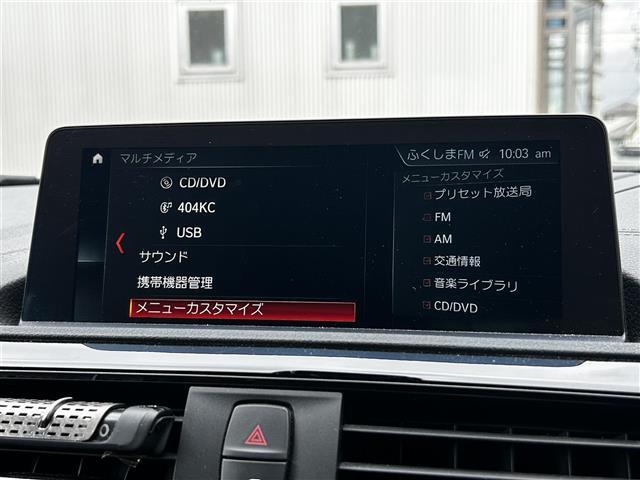 マルチメディア
ふくしまFM 10:03 am
CD/DVD
404KC
USB
サウンド
携帯機器管理
メニューカスタマイズ
メニューカスタマイズ
プリセット放送局
FM
AM
交通情報
音楽ライブラリ
CD/DVD